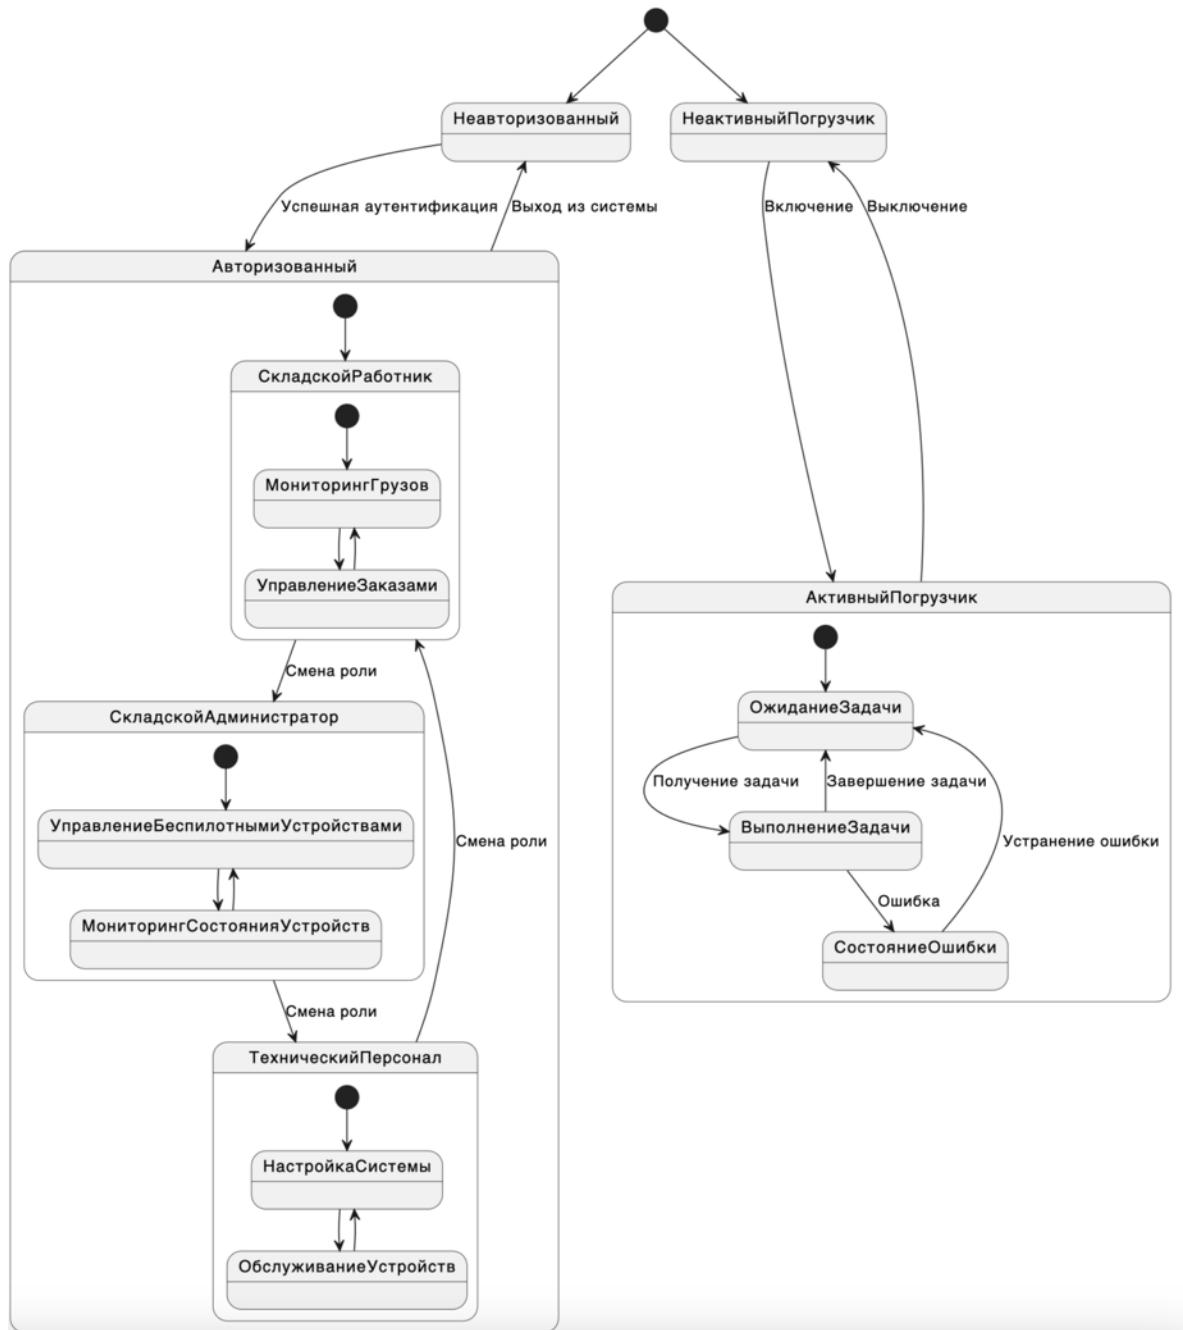 Неавторизованный
НеактивныйПогрузчик
Успешная аутентификация
Выход из системы
Включение
Выключение
Авторизованный
СкладскойРаботник
МониторингГрузов
УправлениеЗаказами
Смена роли
СкладскойАдминистратор
УправлениеБеспилотнымиУстройствами
МониторингСостоянияУстройств
Смена роли
Смена роли
ТехническийПерсонал
НастройкаСистемы
ОбслуживаниеУстройств
АктивныйПогрузчик
ОжиданиеЗадачи
Получение задачи
Завершение задачи
ВыполнениеЗадачи
Устранение ошибки
Ошибка
СостояниеОшибки